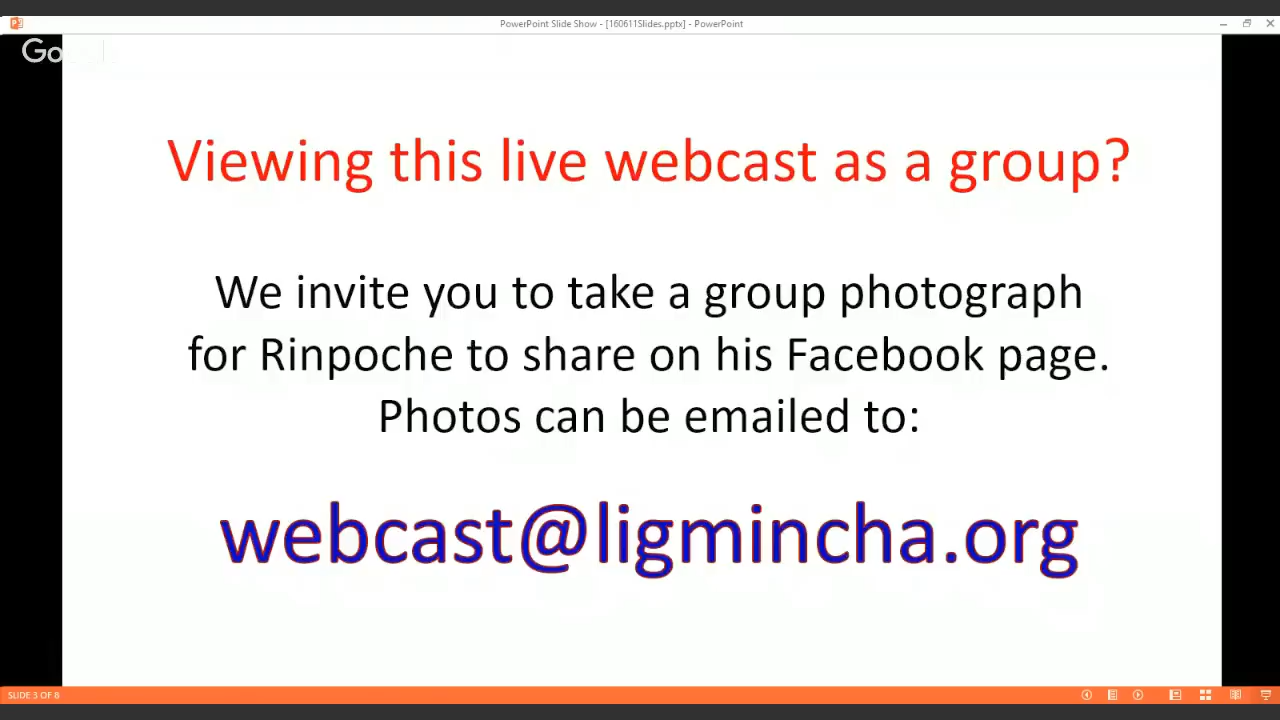 PowerPoint Slide Show - [160611Slides.pptx] - PowerPoint
Google
Viewing this live webcast as a group?
We invite you to take a group photograph
for Rinpoche to share on his Facebook page.
Photos can be emailed to:
webcast@ligmincha.org
SLIDE 3 OF 8